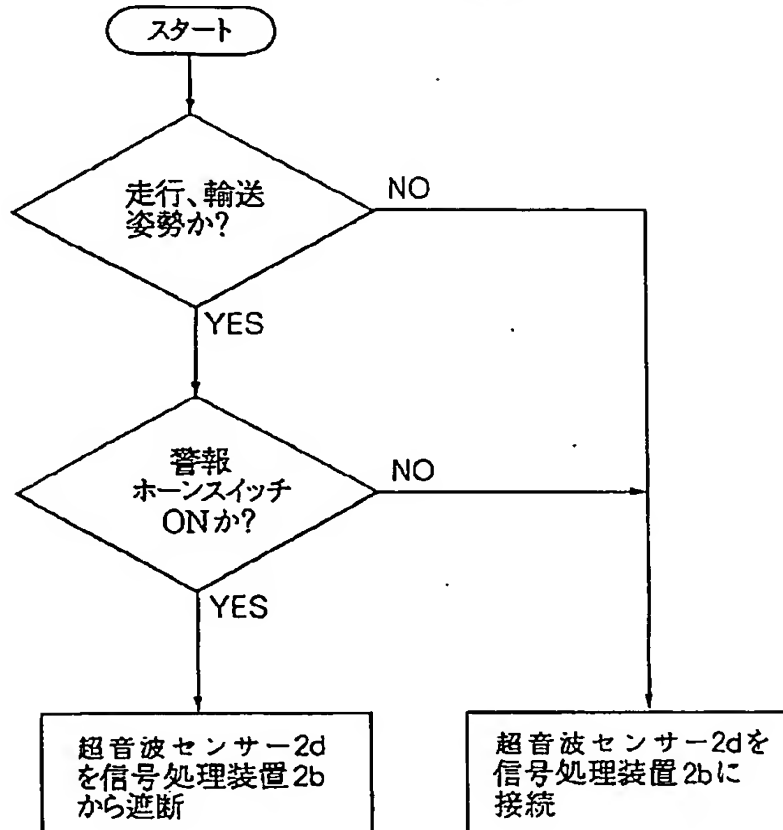 スタート
走行、輸送
姿勢か?
NO
YES
警報
ホーンスイッチ
ONか?
NO
YES
超音波センサー2d
を信号処理装置2b
から遮断
超音波センサー2dを
信号処理装置2bに
接続